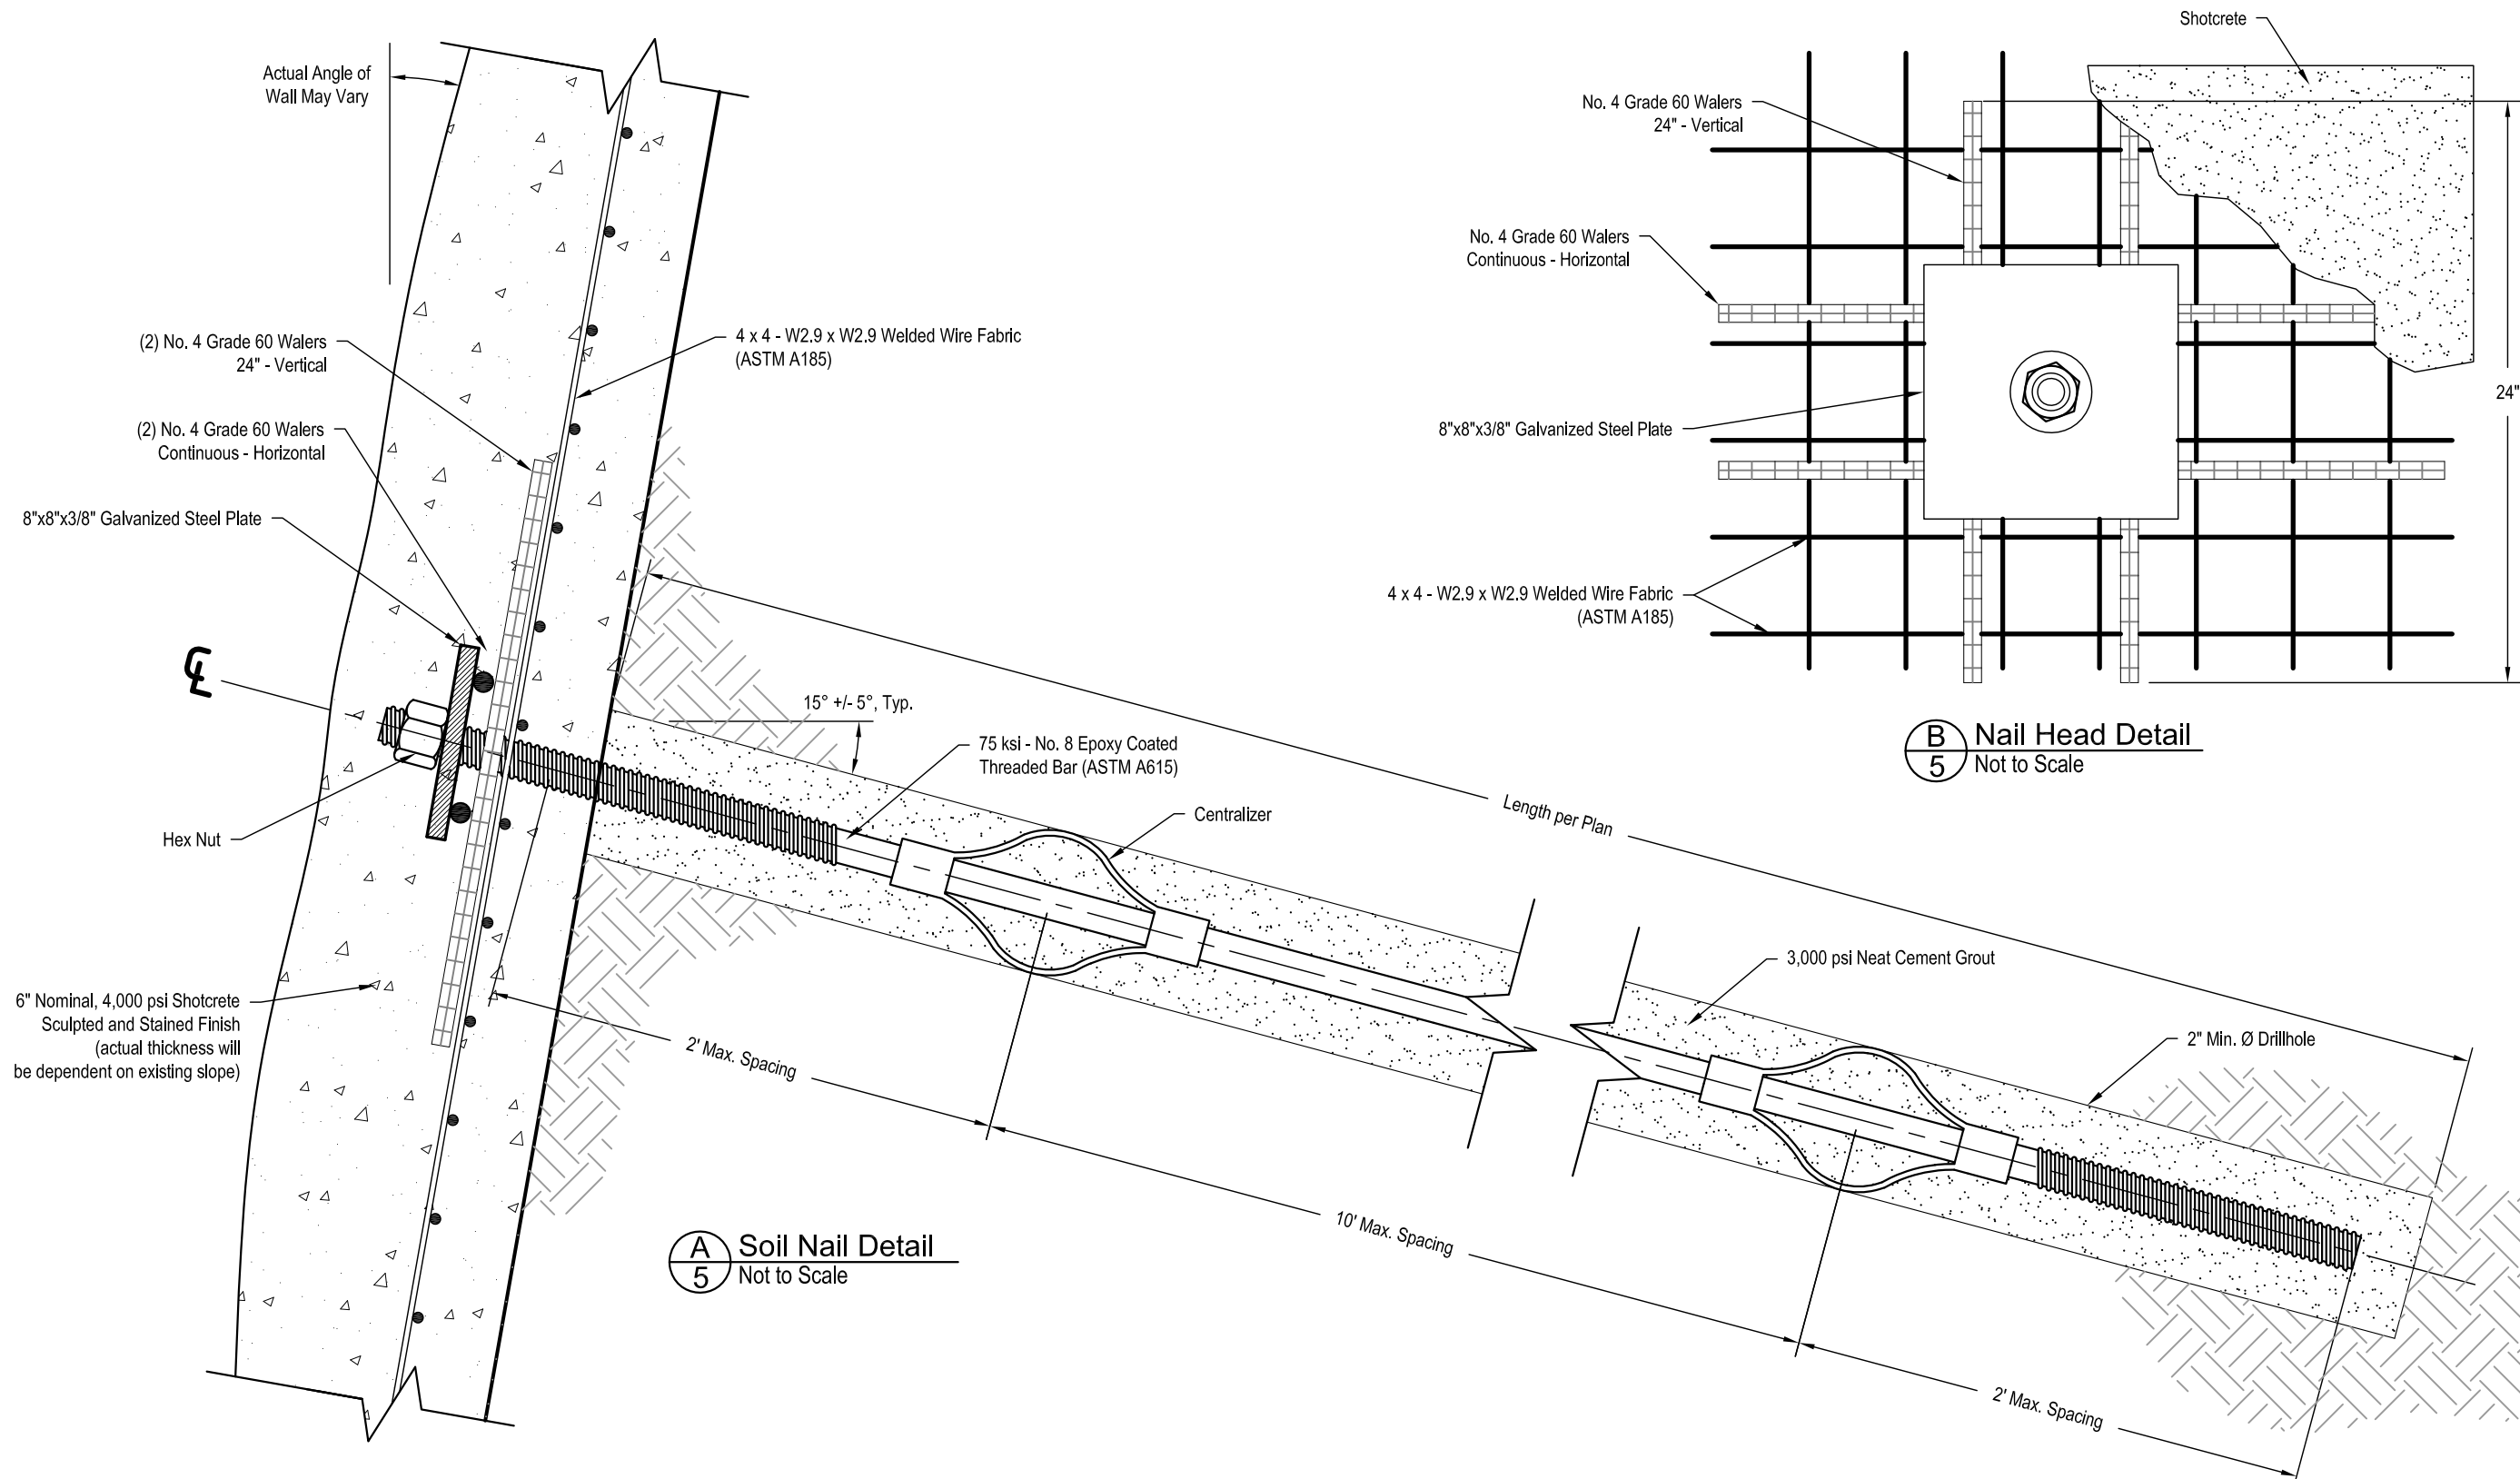 Actual Angle of
Wall May Vary
(2) No. 4 Grade 60 Walers
24" - Vertical
(2) No. 4 Grade 60 Walers
Continuous - Horizontal
8"x8"x3/8" Galvanized Steel Plate
4 x 4 - W2.9 x W2.9 Welded Wire Fabric
(ASTM A185)
℄
Hex Nut
6" Nominal, 4,000 psi Shotcrete
Sculpted and Stained Finish
(actual thickness will
be dependent on existing slope)
15° +/- 5°, Typ.
75 ksi - No. 8 Epoxy Coated
Threaded Bar (ASTM A615)
Centralizer
Length per Plan
3,000 psi Neat Cement Grout
2" Min. Ø Drillhole
2' Max. Spacing
10' Max. Spacing
2' Max. Spacing
A
5
Soil Nail Detail
Not to Scale
Shotcrete
No. 4 Grade 60 Walers
24" - Vertical
No. 4 Grade 60 Walers
Continuous - Horizontal
8"x8"x3/8" Galvanized Steel Plate
4 x 4 - W2.9 x W2.9 Welded Wire Fabric
(ASTM A185)
24"
B
5
Nail Head Detail
Not to Scale